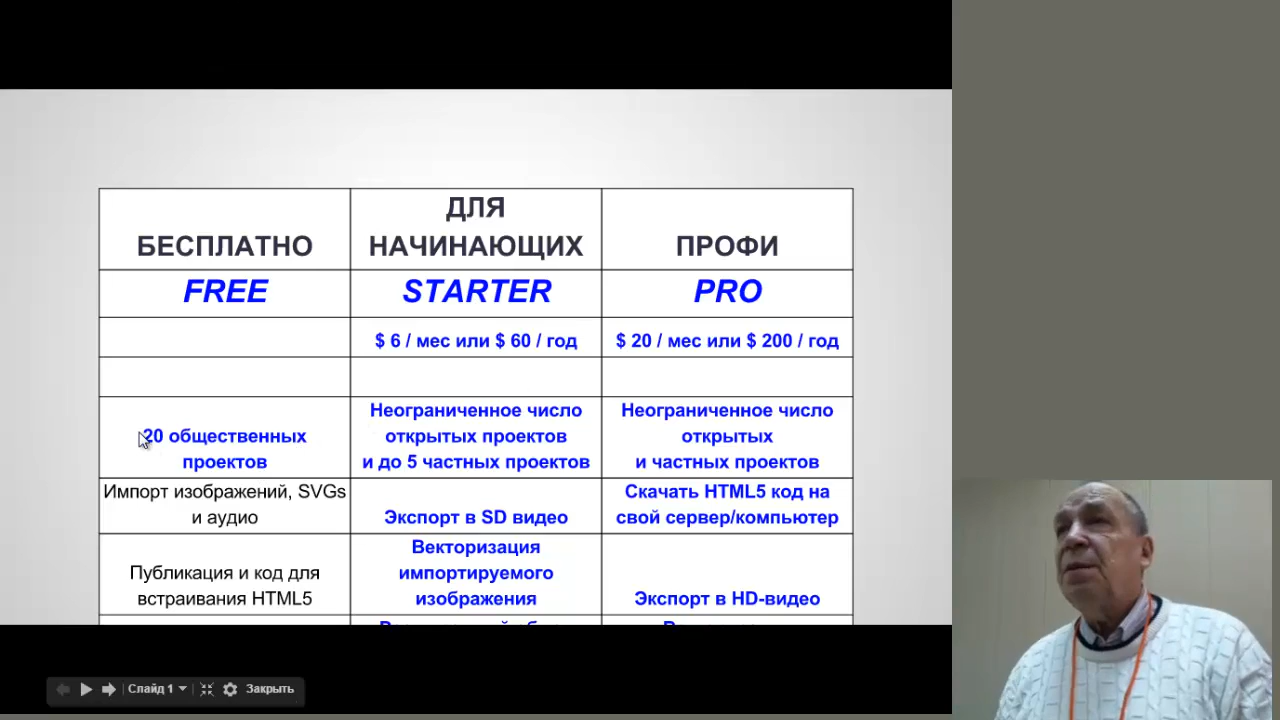 ДЛЯ
БЕСПЛАТНО НАЧИНАЮЩИХ ПРОФИ
FREE STARTER PRO
$ 6 / мес или $ 60 / год $ 20 / мес или $ 200 / год
Неограниченное число Неограниченное число
20 общественных открытых проектов открытых
проектов и до 5 частных проектов и частных проектов
Импорт изображений, SVGs Скачать HTML5 код на
и аудио Экспорт в SD видео свой сервер/компьютер
Векторизация
Публикация и код для импортируемого
встраивания HTML5 изображения Экспорт в HD-видео
Слайд 1 Закрыть